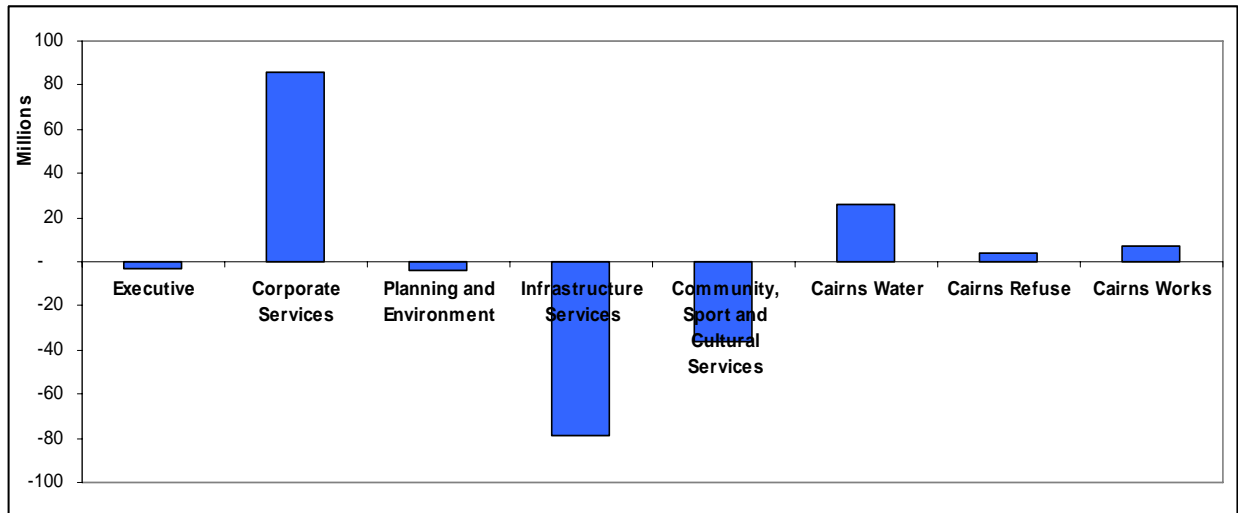 100
80
60
40
20
-
-20
-40
-60
-80
-100
Millions
Executive
Corporate
Services
Planning and
Environment
Infrastructure
Services
Community,
Sport and
Cultural
Services
Cairns Water
Cairns Refuse
Cairns Works